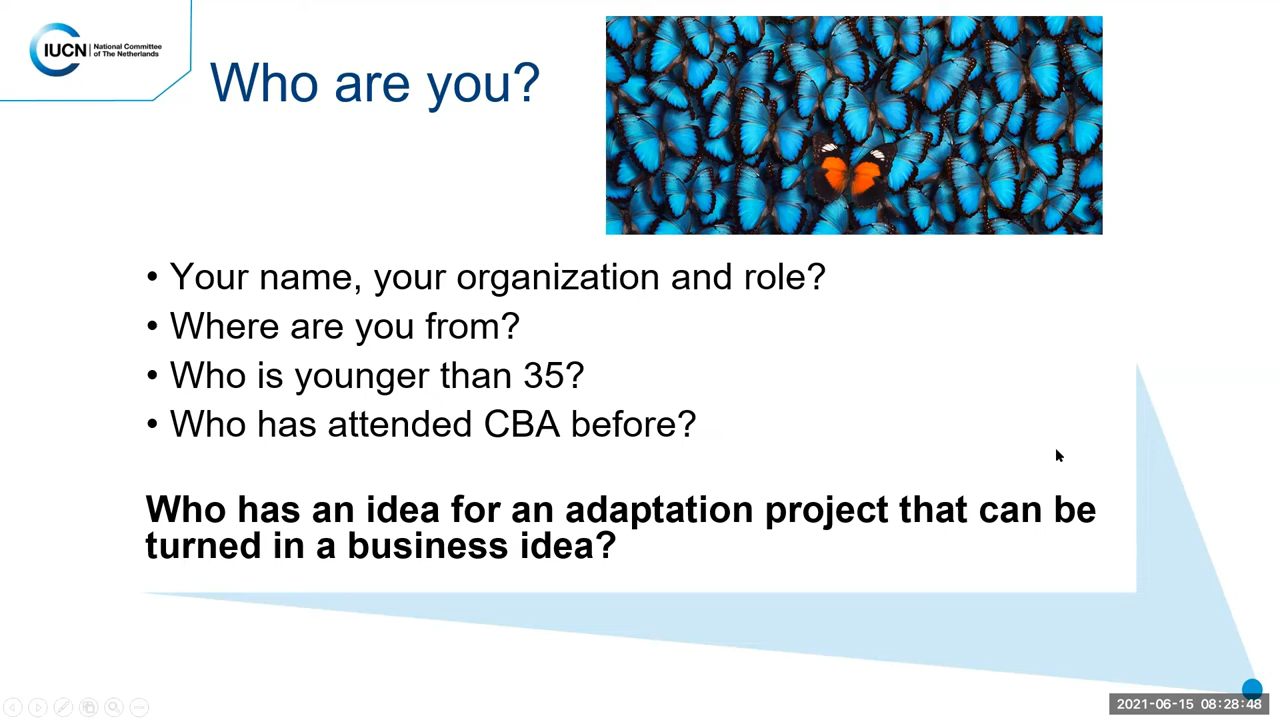 IUCN
National Committee
of The Netherlands
Who are you?
• Your name, your organization and role?
• Where are you from?
• Who is younger than 35?
• Who has attended CBA before?
Who has an idea for an adaptation project that can be
turned in a business idea?
2021-06-15 08:28:48